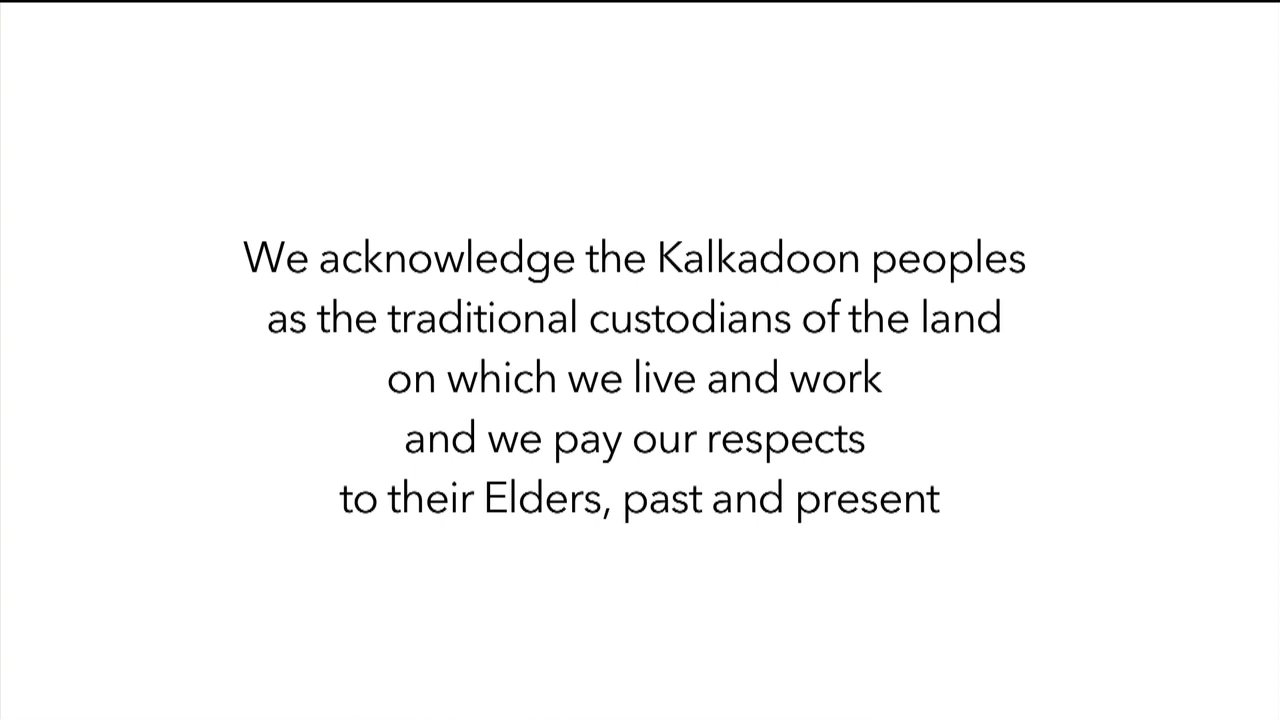 We acknowledge the Kalkadoon peoples
as the traditional custodians of the land
on which we live and work
and we pay our respects
to their Elders, past and present